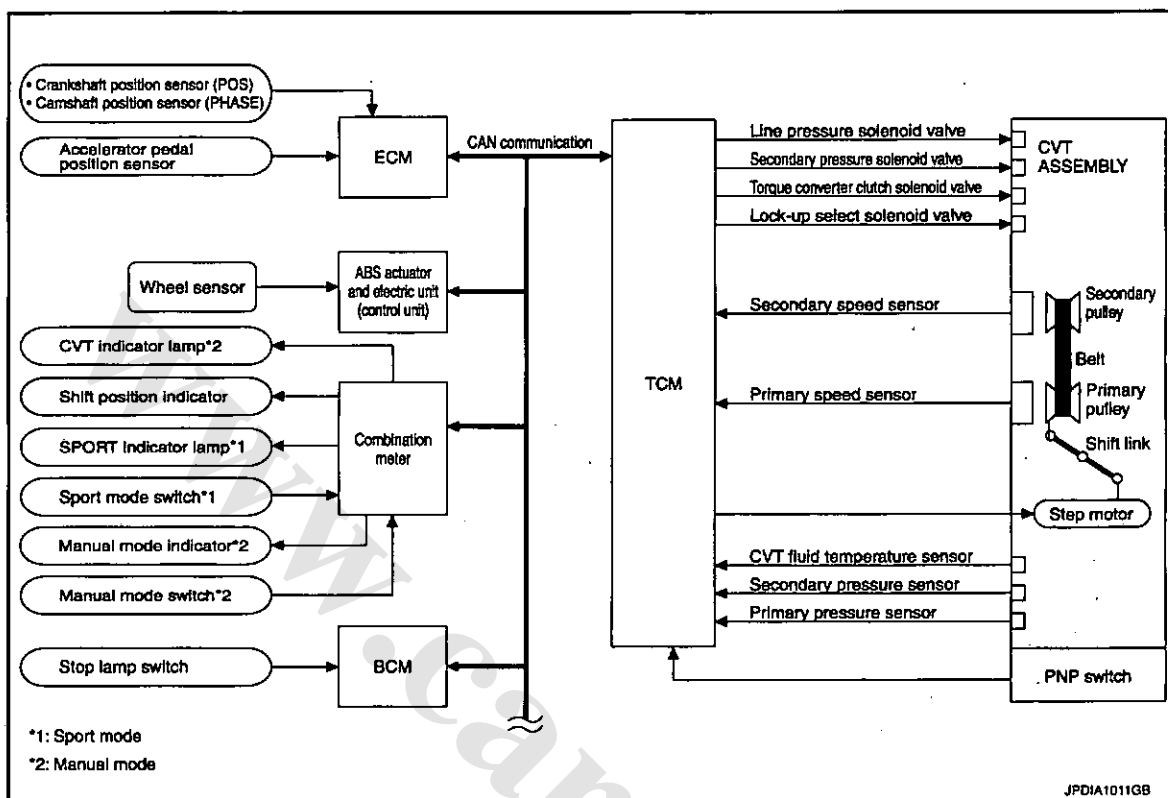 • Crankshaft position sensor (POS)
• Camshaft position sensor (PHASE)
Accelerator pedal
position sensor
ECM
CAN communication
Wheel sensor
ABS actuator
and electric unit
(control unit)
CVT indicator lamp*2
Shift position indicator
SPORT indicator lamp*1
Sport mode switch*1
Manual mode indicator*2
Manual mode switch*2
Combination
meter
Stop lamp switch
BCM
TCM
Line pressure solenoid valve
Secondary pressure solenoid valve
Torque converter clutch solenoid valve
Lock-up select solenoid valve
Secondary speed sensor
Primary speed sensor
CVT fluid temperature sensor
Secondary pressure sensor
Primary pressure sensor
CVT
ASSEMBLY
Secondary
pulley
Belt
Primary
pulley
Shift link
Step motor
PNP switch
*1: Sport mode
*2: Manual mode
JPDIA1011GB
www.car